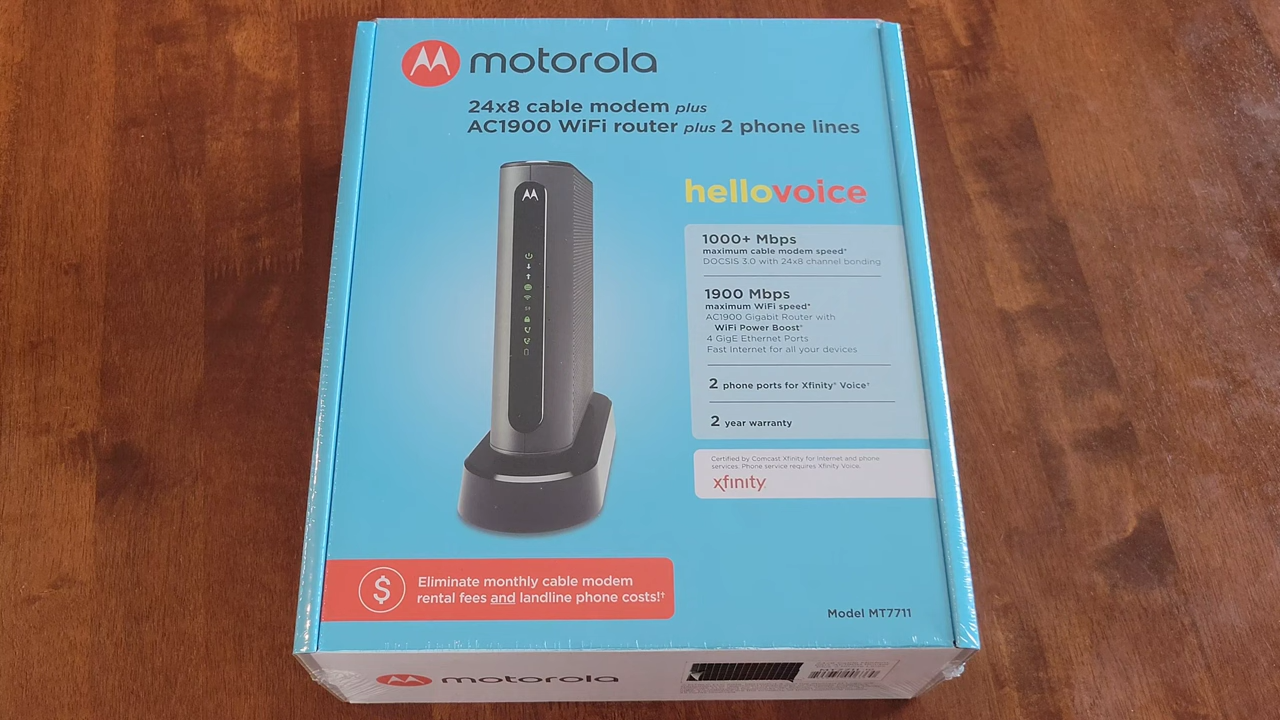 motorola
24x8 cable modem plus
AC1900 WiFi router plus 2 phone lines
hellovoice
1000+ Mbps
maximum cable modem speed*
DOCSIS 3.0 with 24x8 channel bonding
1900 Mbps
maximum WiFi speed*
AC1900 Gigabit Router with
WiFi Power Boost*
4 GigE Ethernet Ports
Fast Internet for all your devices
2 phone ports for Xfinity® Voice†
2 year warranty
Certified by Comcast Xfinity for Internet and phone
services. Phone service requires Xfinity Voice.
xfinity
$
Eliminate monthly cable modem
rental fees and landline phone costs!†
Model MT7711
motorola